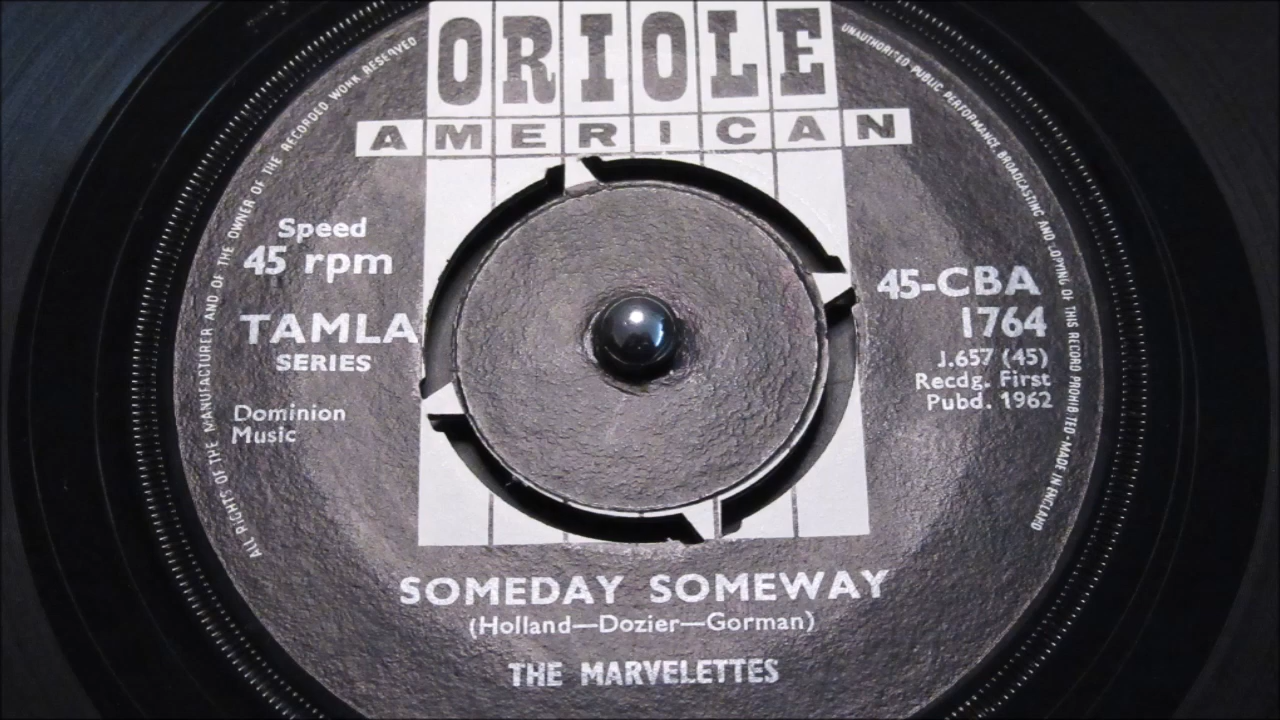 ORIOLE
AMERICAN
ALL RIGHTS OF THE MANUFACTURER AND OF THE OWNER OF THE RECORDED WORK RESERVED
UNAUTHORISED PUBLIC PERFORMANCE BROADCASTING AND COPYING OF THIS RECORD PROHIBITED-MADE IN ENGLAND
Speed
45 rpm
TAMLA
SERIES
Dominion
Music
45-CBA
1764
J.657 (45)
Recdg. First
Pubd. 1962
SOMEDAY SOMEWAY
(Holland—Dozier—Gorman)
THE MARVELETTES